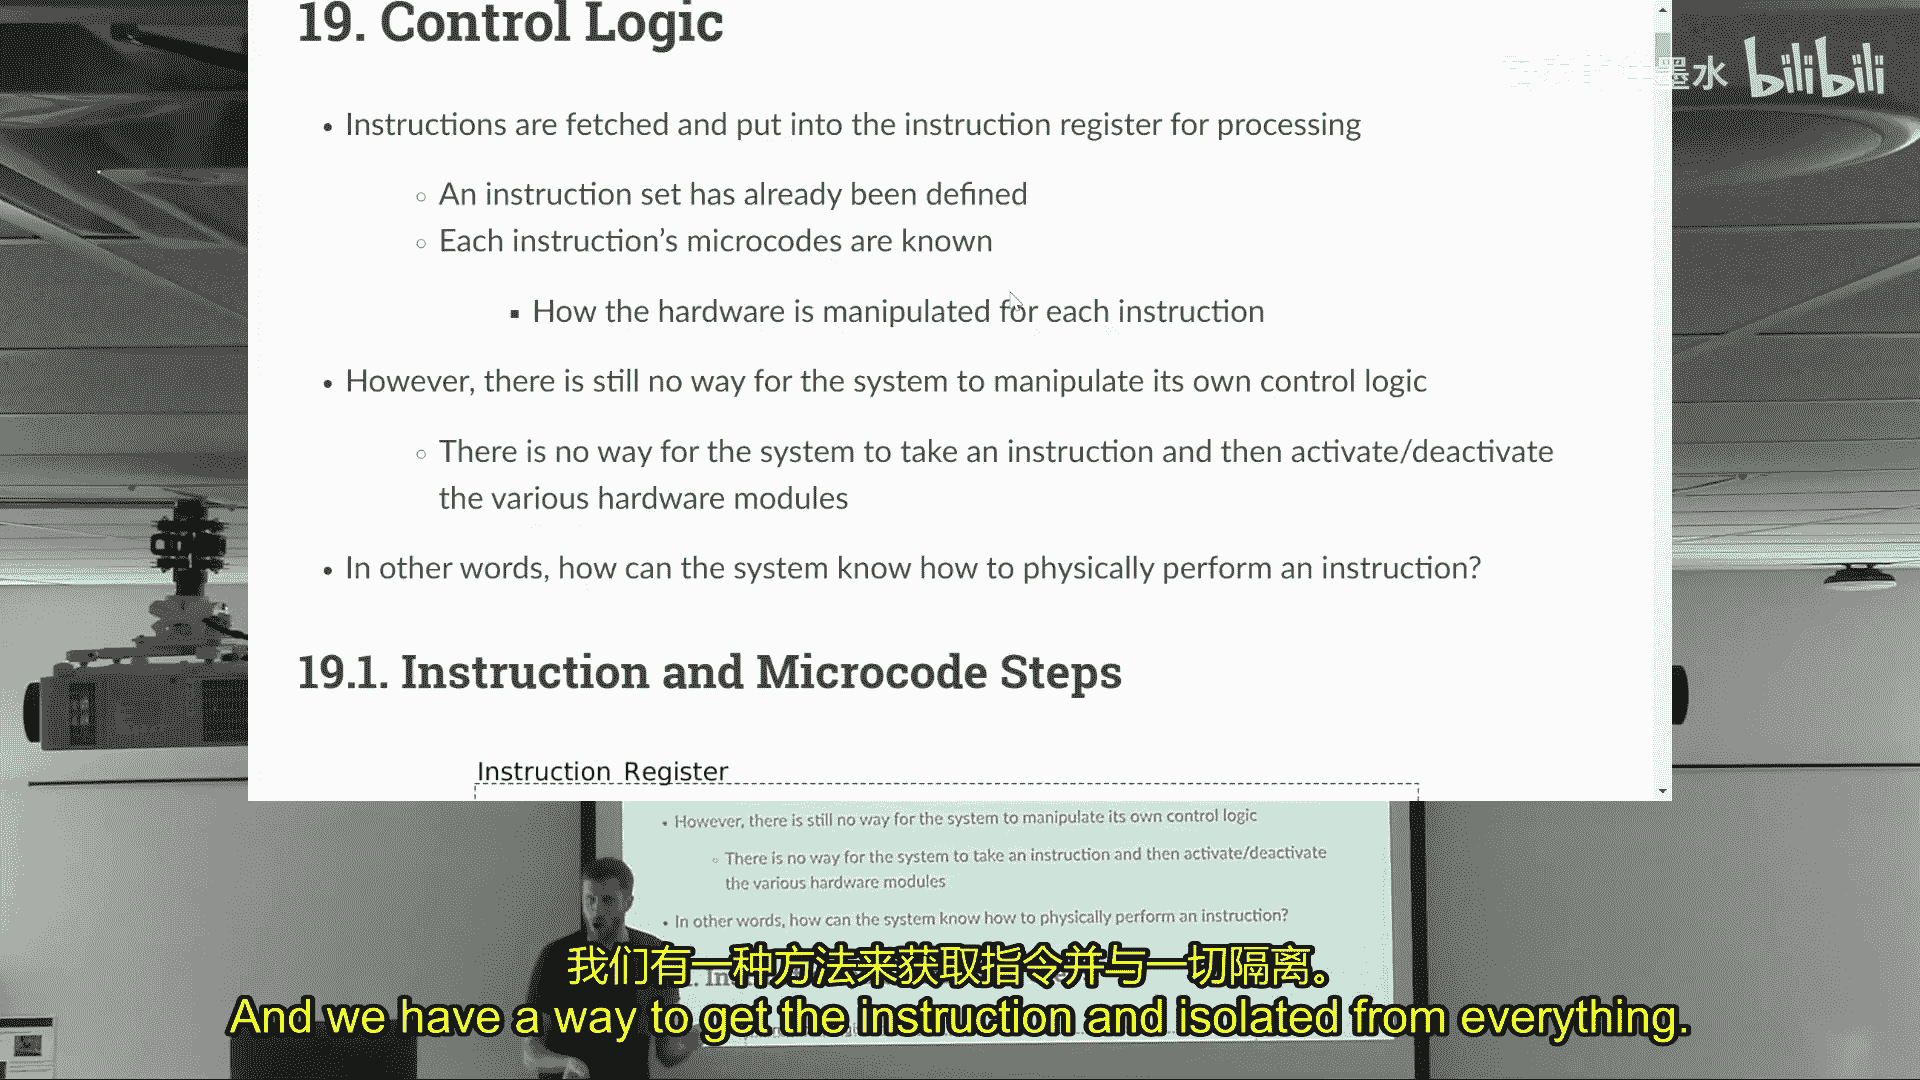 19. Control Logic
墨水 bilibili
• Instructions are fetched and put into the instruction register for processing
◦ An instruction set has already been defined
◦ Each instruction’s microcodes are known
▪ How the hardware is manipulated for each instruction
• However, there is still no way for the system to manipulate its own control logic
◦ There is no way for the system to take an instruction and then activate/deactivate
the various hardware modules
• In other words, how can the system know how to physically perform an instruction?
19.1. Instruction and Microcode Steps
Instruction Register
• However, there is still no way for the system to manipulate its own control logic
◦ There is no way for the system to take an instruction and then activate/deactivate
the various hardware modules
• In other words, how can the system know how to physically perform an instruction?
我们有一种方法来获取指令并与一切隔离。
And we have a way to get the instruction and isolated from everything.